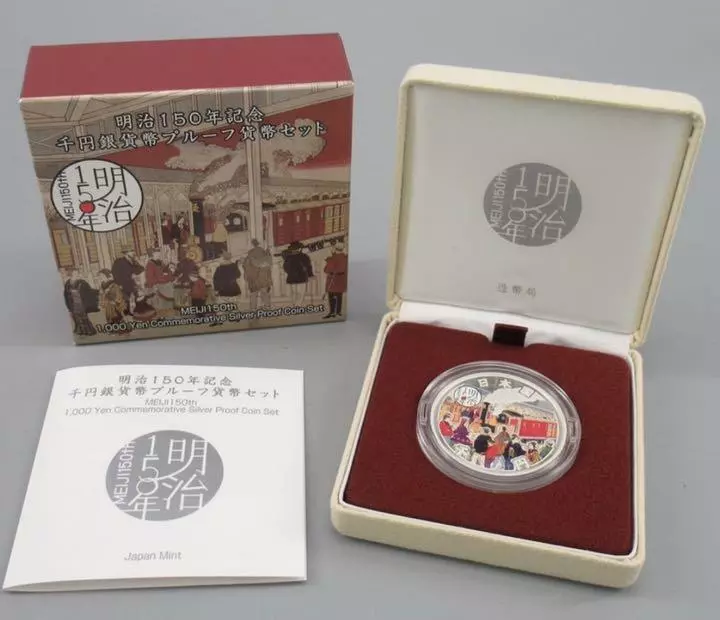 明治150年記念
千円銀貨幣プルーフ貨幣セット
明治
150年
MEIJI150th
MEIJI150th
1,000 Yen Commemorative Silver Proof Coin Set
明治
150年
MEIJI150th
造幣局
日本国
明治150年記念
千円銀貨幣プルーフ貨幣セット
MEIJI150th
1,000 Yen Commemorative Silver Proof Coin Set
明治
150年
MEIJI150th
Japan Mint